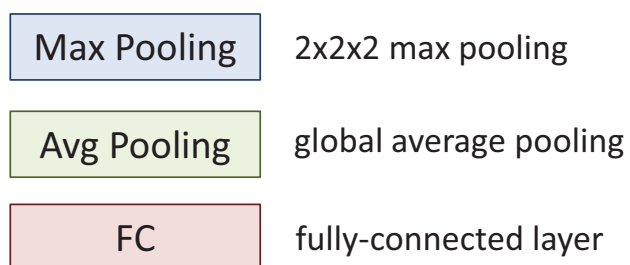 Max Pooling 2x2x2 max pooling
Avg Pooling global average pooling
FC fully-connected layer